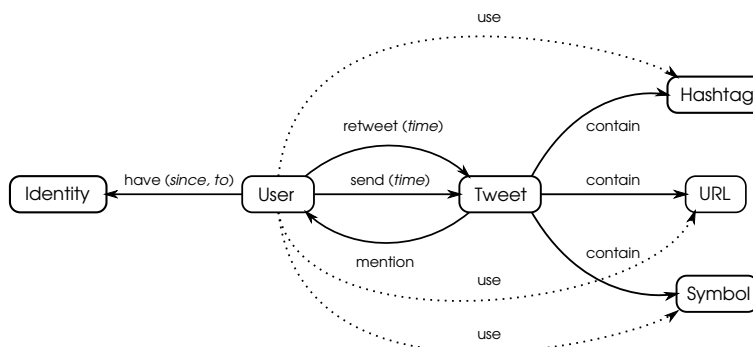 use
Hashtag
retweet (time)
contain
Identity
have (since, to)
User
send (time)
Tweet
contain
URL
mention
contain
use
Symbol
use